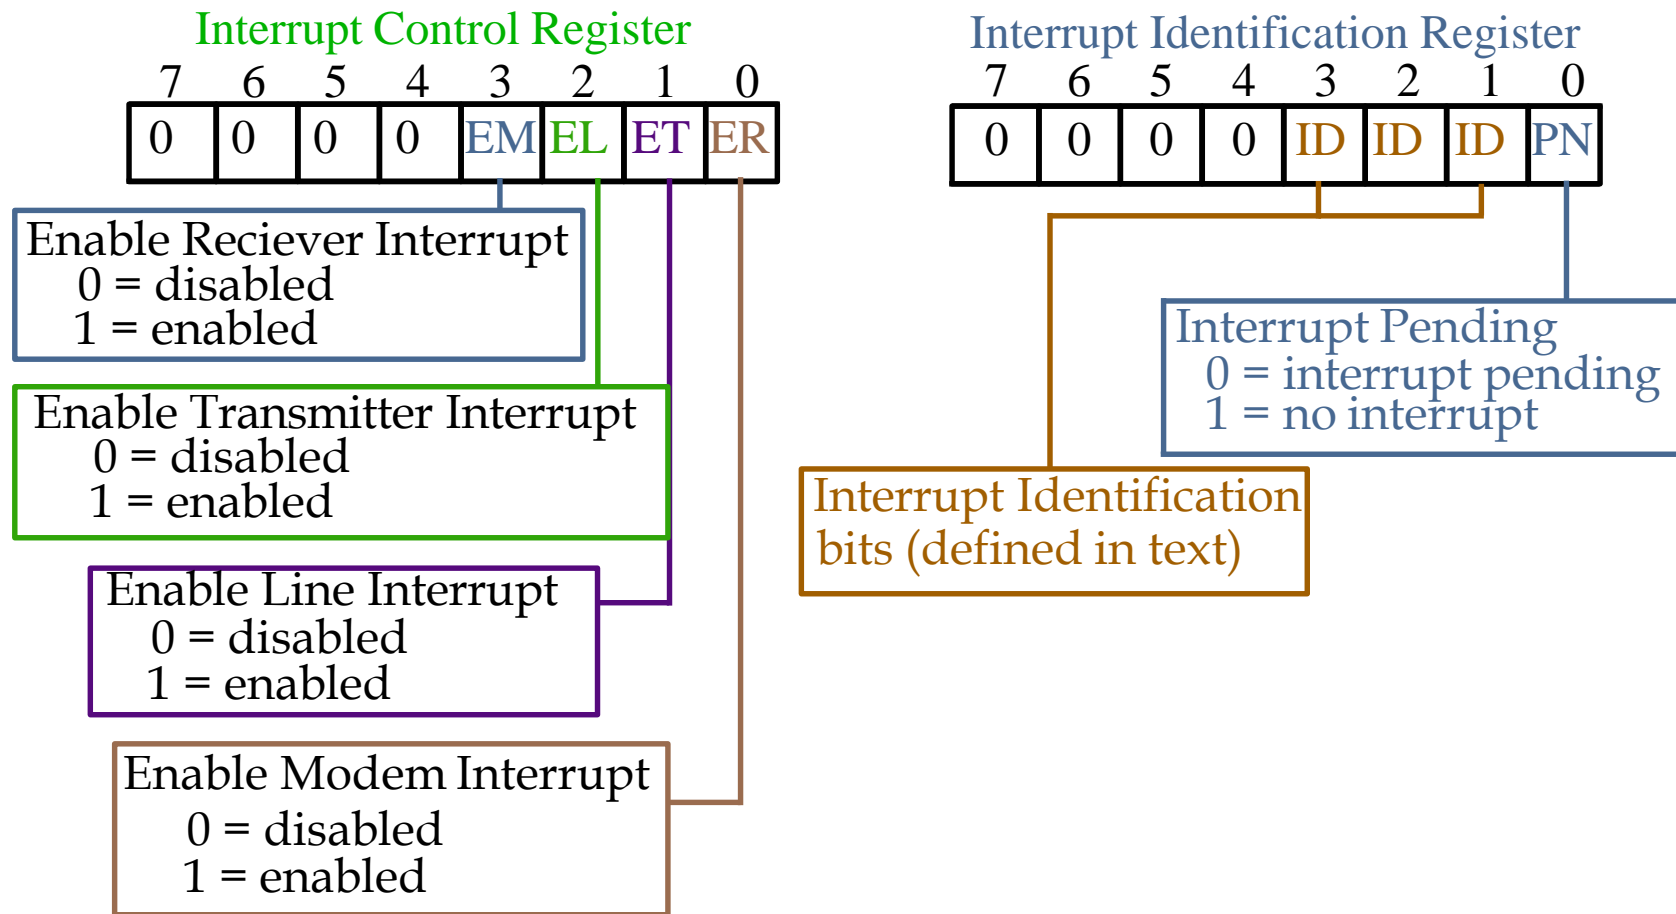 Interrupt Control Register
7 6 5 4 3 2 1 0
0 0 0 0 EM EL ET ER
Enable Reciever Interrupt
0 = disabled
1 = enabled
Enable Transmitter Interrupt
0 = disabled
1 = enabled
Enable Line Interrupt
0 = disabled
1 = enabled
Enable Modem Interrupt
0 = disabled
1 = enabled
Interrupt Identification Register
7 6 5 4 3 2 1 0
0 0 0 0 ID ID ID PN
Interrupt Pending
0 = interrupt pending
1 = no interrupt
Interrupt Identification
bits (defined in text)